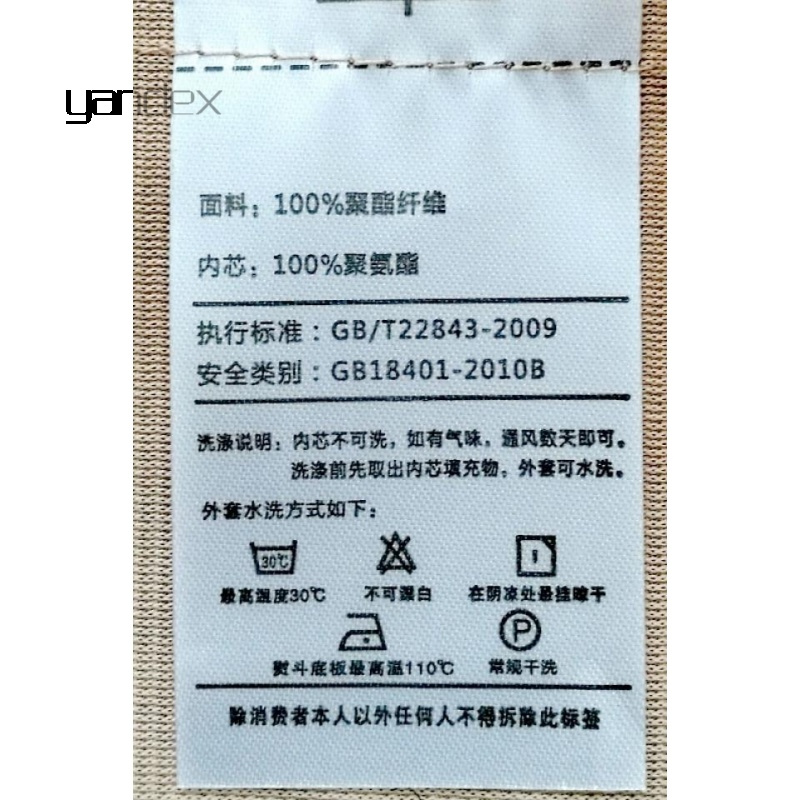 yandex
面料：100%聚酯纤维
内芯：100%聚氨酯
执行标准：GB/T22843-2009
安全类别：GB18401-2010B
洗涤说明：内芯不可洗，如有气味，通风数天即可。
洗涤前先取出内芯填充物，外套可水洗。
外套水洗方式如下：
30℃
最高温度30℃ 不可漂白 在阴凉处悬挂晾干
P
熨斗底板最高温110℃ 常规干洗
除消费者本人以外任何人不得拆除此标签